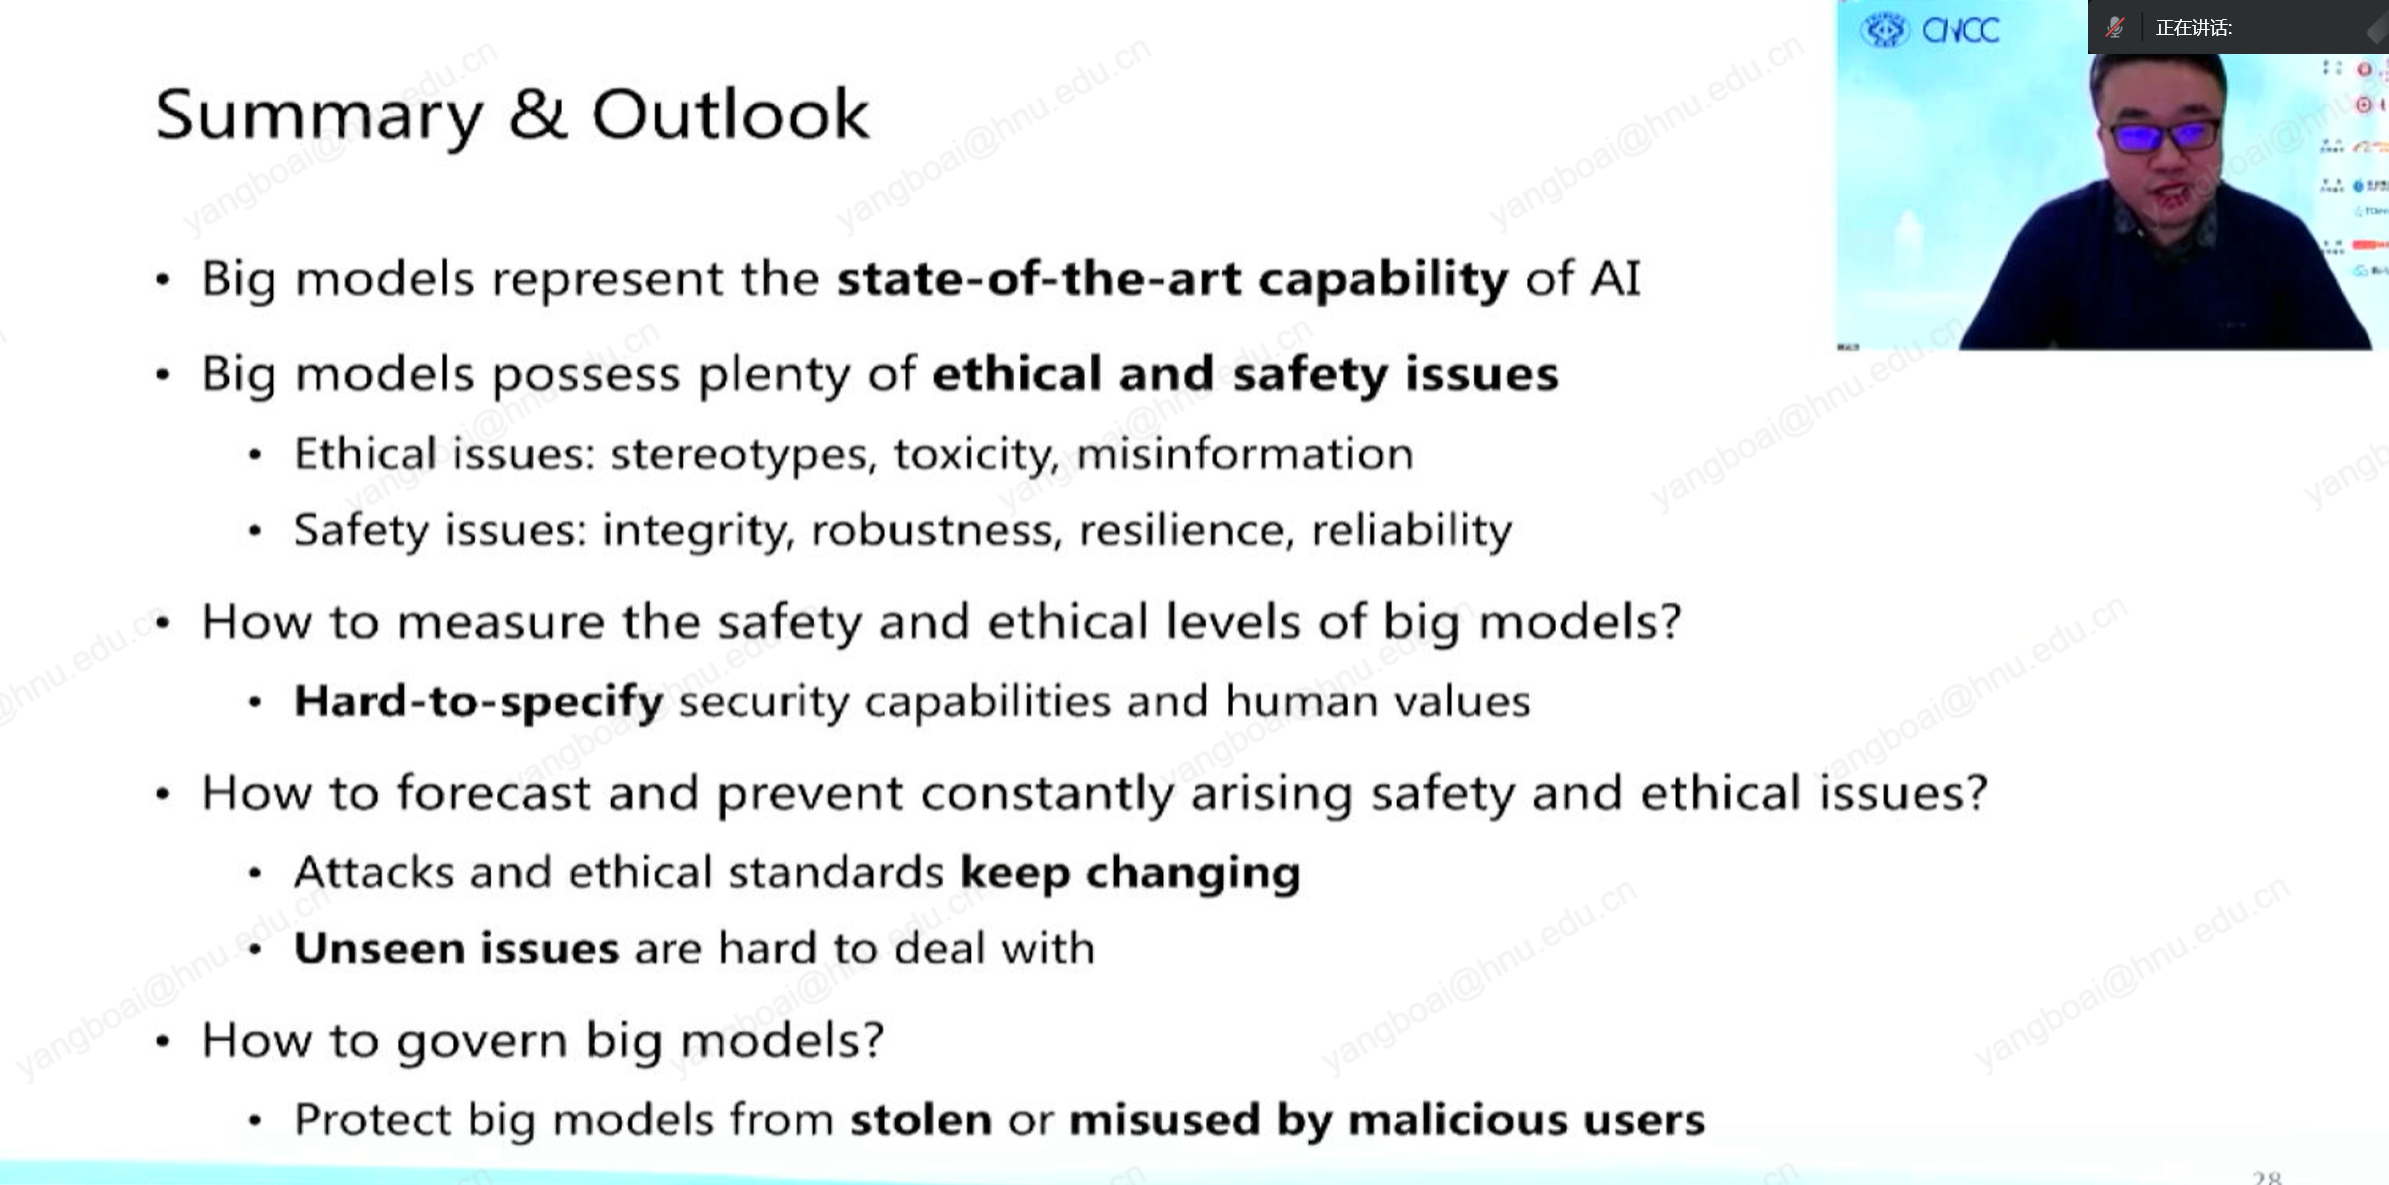 CNCC
正在讲话:
Summary & Outlook
• Big models represent the state-of-the-art capability of AI
• Big models possess plenty of ethical and safety issues
• Ethical issues: stereotypes, toxicity, misinformation
• Safety issues: integrity, robustness, resilience, reliability
• How to measure the safety and ethical levels of big models?
• Hard-to-specify security capabilities and human values
• How to forecast and prevent constantly arising safety and ethical issues?
• Attacks and ethical standards keep changing
• Unseen issues are hard to deal with
• How to govern big models?
• Protect big models from stolen or misused by malicious users
28
yangboai@hnu.edu.cn